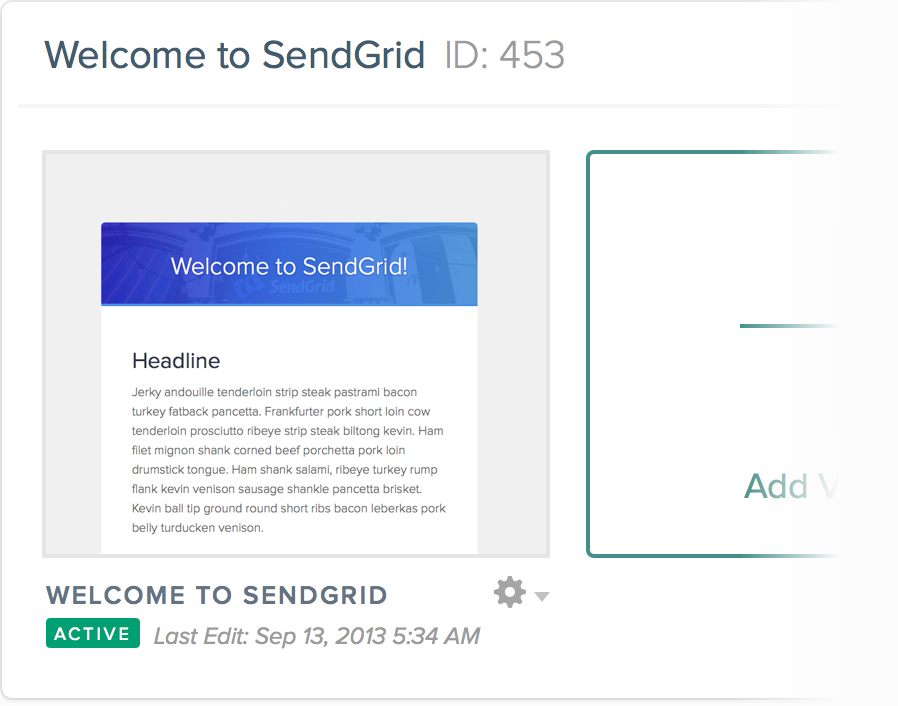 Welcome to SendGrid ID: 453
Welcome to SendGrid!
SendGrid
Headline
Jerky andouille tenderloin strip steak pastrami bacon
turkey fatback pancetta. Frankfurter pork short loin cow
tenderloin prosciutto ribeye strip steak biltong kevin. Ham
filet mignon shank corned beef porchetta pork loin
drumstick tongue. Ham shank salami, ribeye turkey rump
flank kevin venison sausage shankle pancetta brisket.
Kevin ball tip ground round short ribs bacon leberkas pork
belly turducken venison.
Add V
WELCOME TO SENDGRID
ACTIVE Last Edit: Sep 13, 2013 5:34 AM